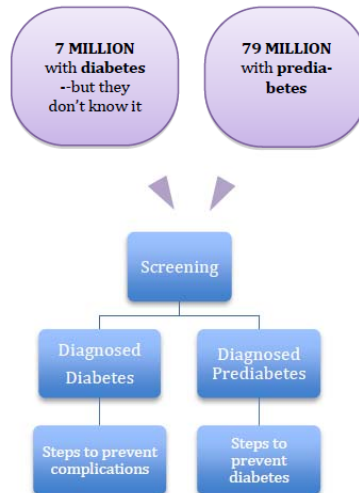 7 MILLION
with diabetes
--but they
don't know it
79 MILLION
with predia-
betes
Screening
Diagnosed
Diabetes
Diagnosed
Prediabetes
Steps to prevent
complications
Steps to
prevent
diabetes